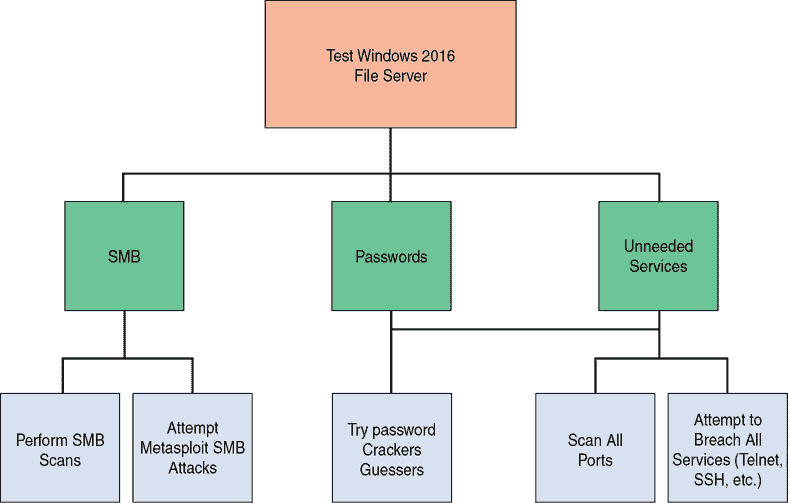 Test Windows 2016
File Server
SMB
Passwords
Unneeded
Services
Perform SMB
Scans
Attempt
Metasploit SMB
Attacks
Try password
Crackers
Guessers
Scan All
Ports
Attempt to
Breach All
Services (Telnet,
SSH, etc.)